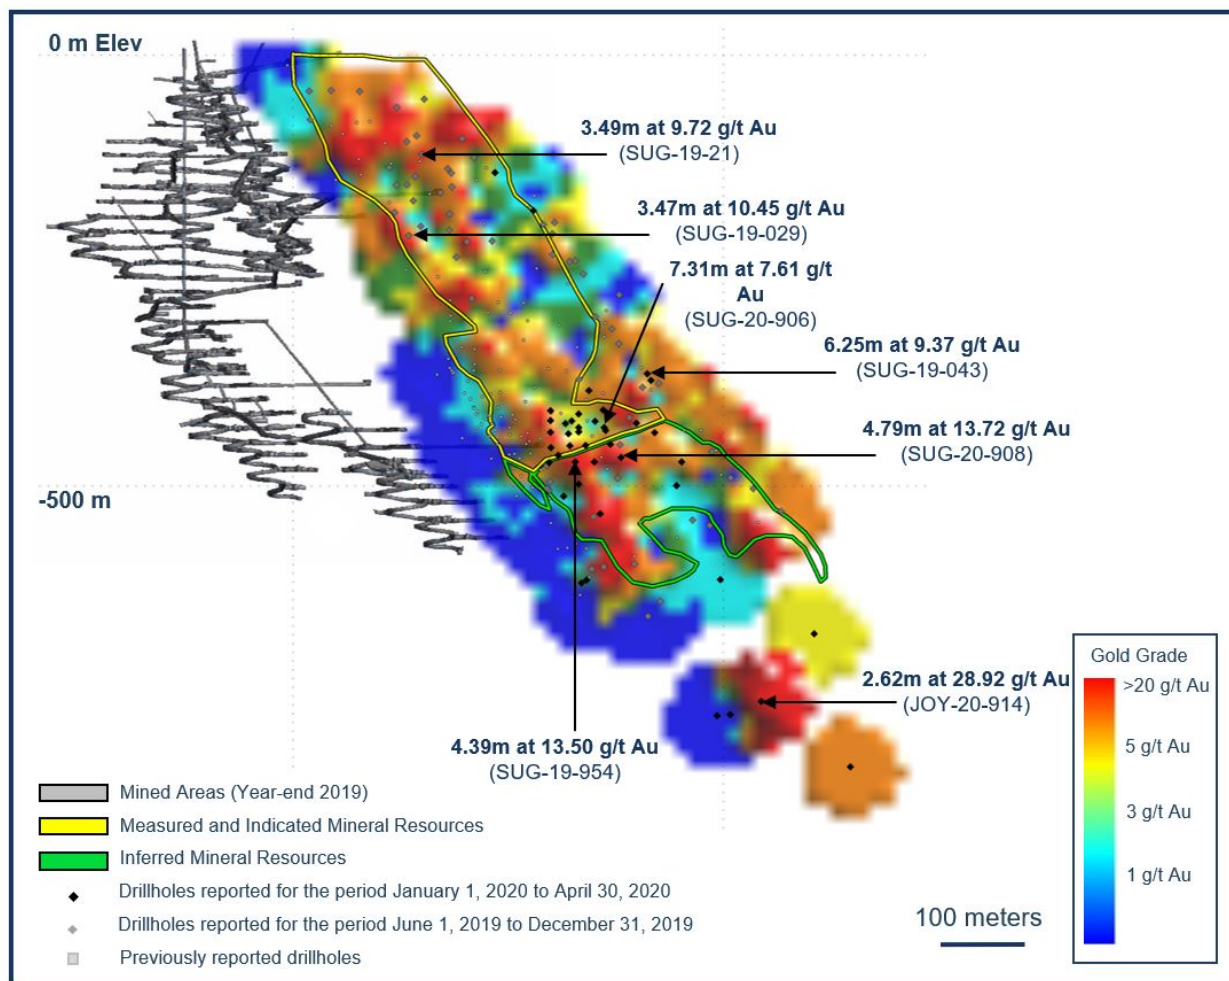 0 m Elev
3.49m at 9.72 g/t Au
(SUG-19-21)
3.47m at 10.45 g/t Au
(SUG-19-029)
7.31m at 7.61 g/t
Au
(SUG-20-906)
6.25m at 9.37 g/t Au
(SUG-19-043)
4.79m at 13.72 g/t Au
(SUG-20-908)
-500 m
2.62m at 28.92 g/t Au
(JOY-20-914)
4.39m at 13.50 g/t Au
(SUG-19-954)
Gold Grade
>20 g/t Au
5 g/t Au
3 g/t Au
1 g/t Au
Mined Areas (Year-end 2019)
Measured and Indicated Mineral Resources
Inferred Mineral Resources
Drillholes reported for the period January 1, 2020 to April 30, 2020
Drillholes reported for the period June 1, 2019 to December 31, 2019
Previously reported drillholes
100 meters